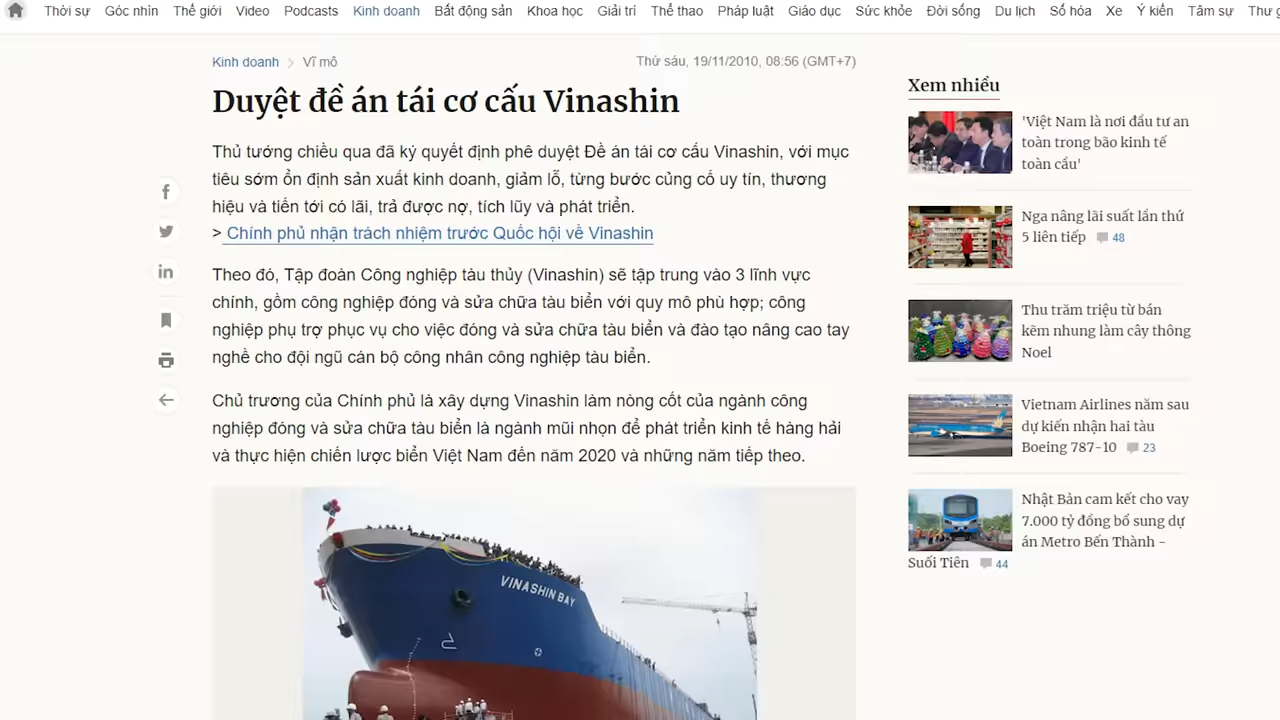 Thời sự Góc nhìn Thế giới Video Podcasts Kinh doanh Bất động sản Khoa học Giải trí Thể thao Pháp luật Giáo dục Sức khỏe Đời sống Du lịch Số hóa Xe Ý kiến Tâm sự Thư
Kinh doanh > Vĩ mô
Thứ sáu, 19/11/2010, 08:56 (GMT+7)
Duyệt đề án tái cơ cấu Vinashin
Thủ tướng chiều qua đã ký quyết định phê duyệt Đề án tái cơ cấu Vinashin, với mục
tiêu sớm ổn định sản xuất kinh doanh, giảm lỗ, từng bước củng cố uy tín, thương
hiệu và tiến tới có lãi, trả được nợ, tích lũy và phát triển.
> Chính phủ nhận trách nhiệm trước Quốc hội về Vinashin
Theo đó, Tập đoàn Công nghiệp tàu thủy (Vinashin) sẽ tập trung vào 3 lĩnh vực
chính, gồm công nghiệp đóng và sửa chữa tàu biển với quy mô phù hợp; công
nghiệp phụ trợ phục vụ cho việc đóng và sửa chữa tàu biển và đào tạo nâng cao tay
nghề cho đội ngũ cán bộ công nhân công nghiệp tàu biển.
Chủ trương của Chính phủ là xây dựng Vinashin làm nòng cốt của ngành công
nghiệp đóng và sửa chữa tàu biển là ngành mũi nhọn để phát triển kinh tế hàng hải
và thực hiện chiến lược biển Việt Nam đến năm 2020 và những năm tiếp theo.
VINASHIN BAY
Xem nhiều
'Việt Nam là nơi đầu tư an
toàn trong bão kinh tế
toàn cầu'
Nga nâng lãi suất lần thứ
5 liên tiếp 48
Thu trăm triệu từ bán
kẽm nhung làm cây thông
Noel
Vietnam Airlines năm sau
dự kiến nhận hai tàu
Boeing 787-10 23
Nhật Bản cam kết cho vay
7.000 tỷ đồng bổ sung dự
án Metro Bến Thành -
Suối Tiên 44